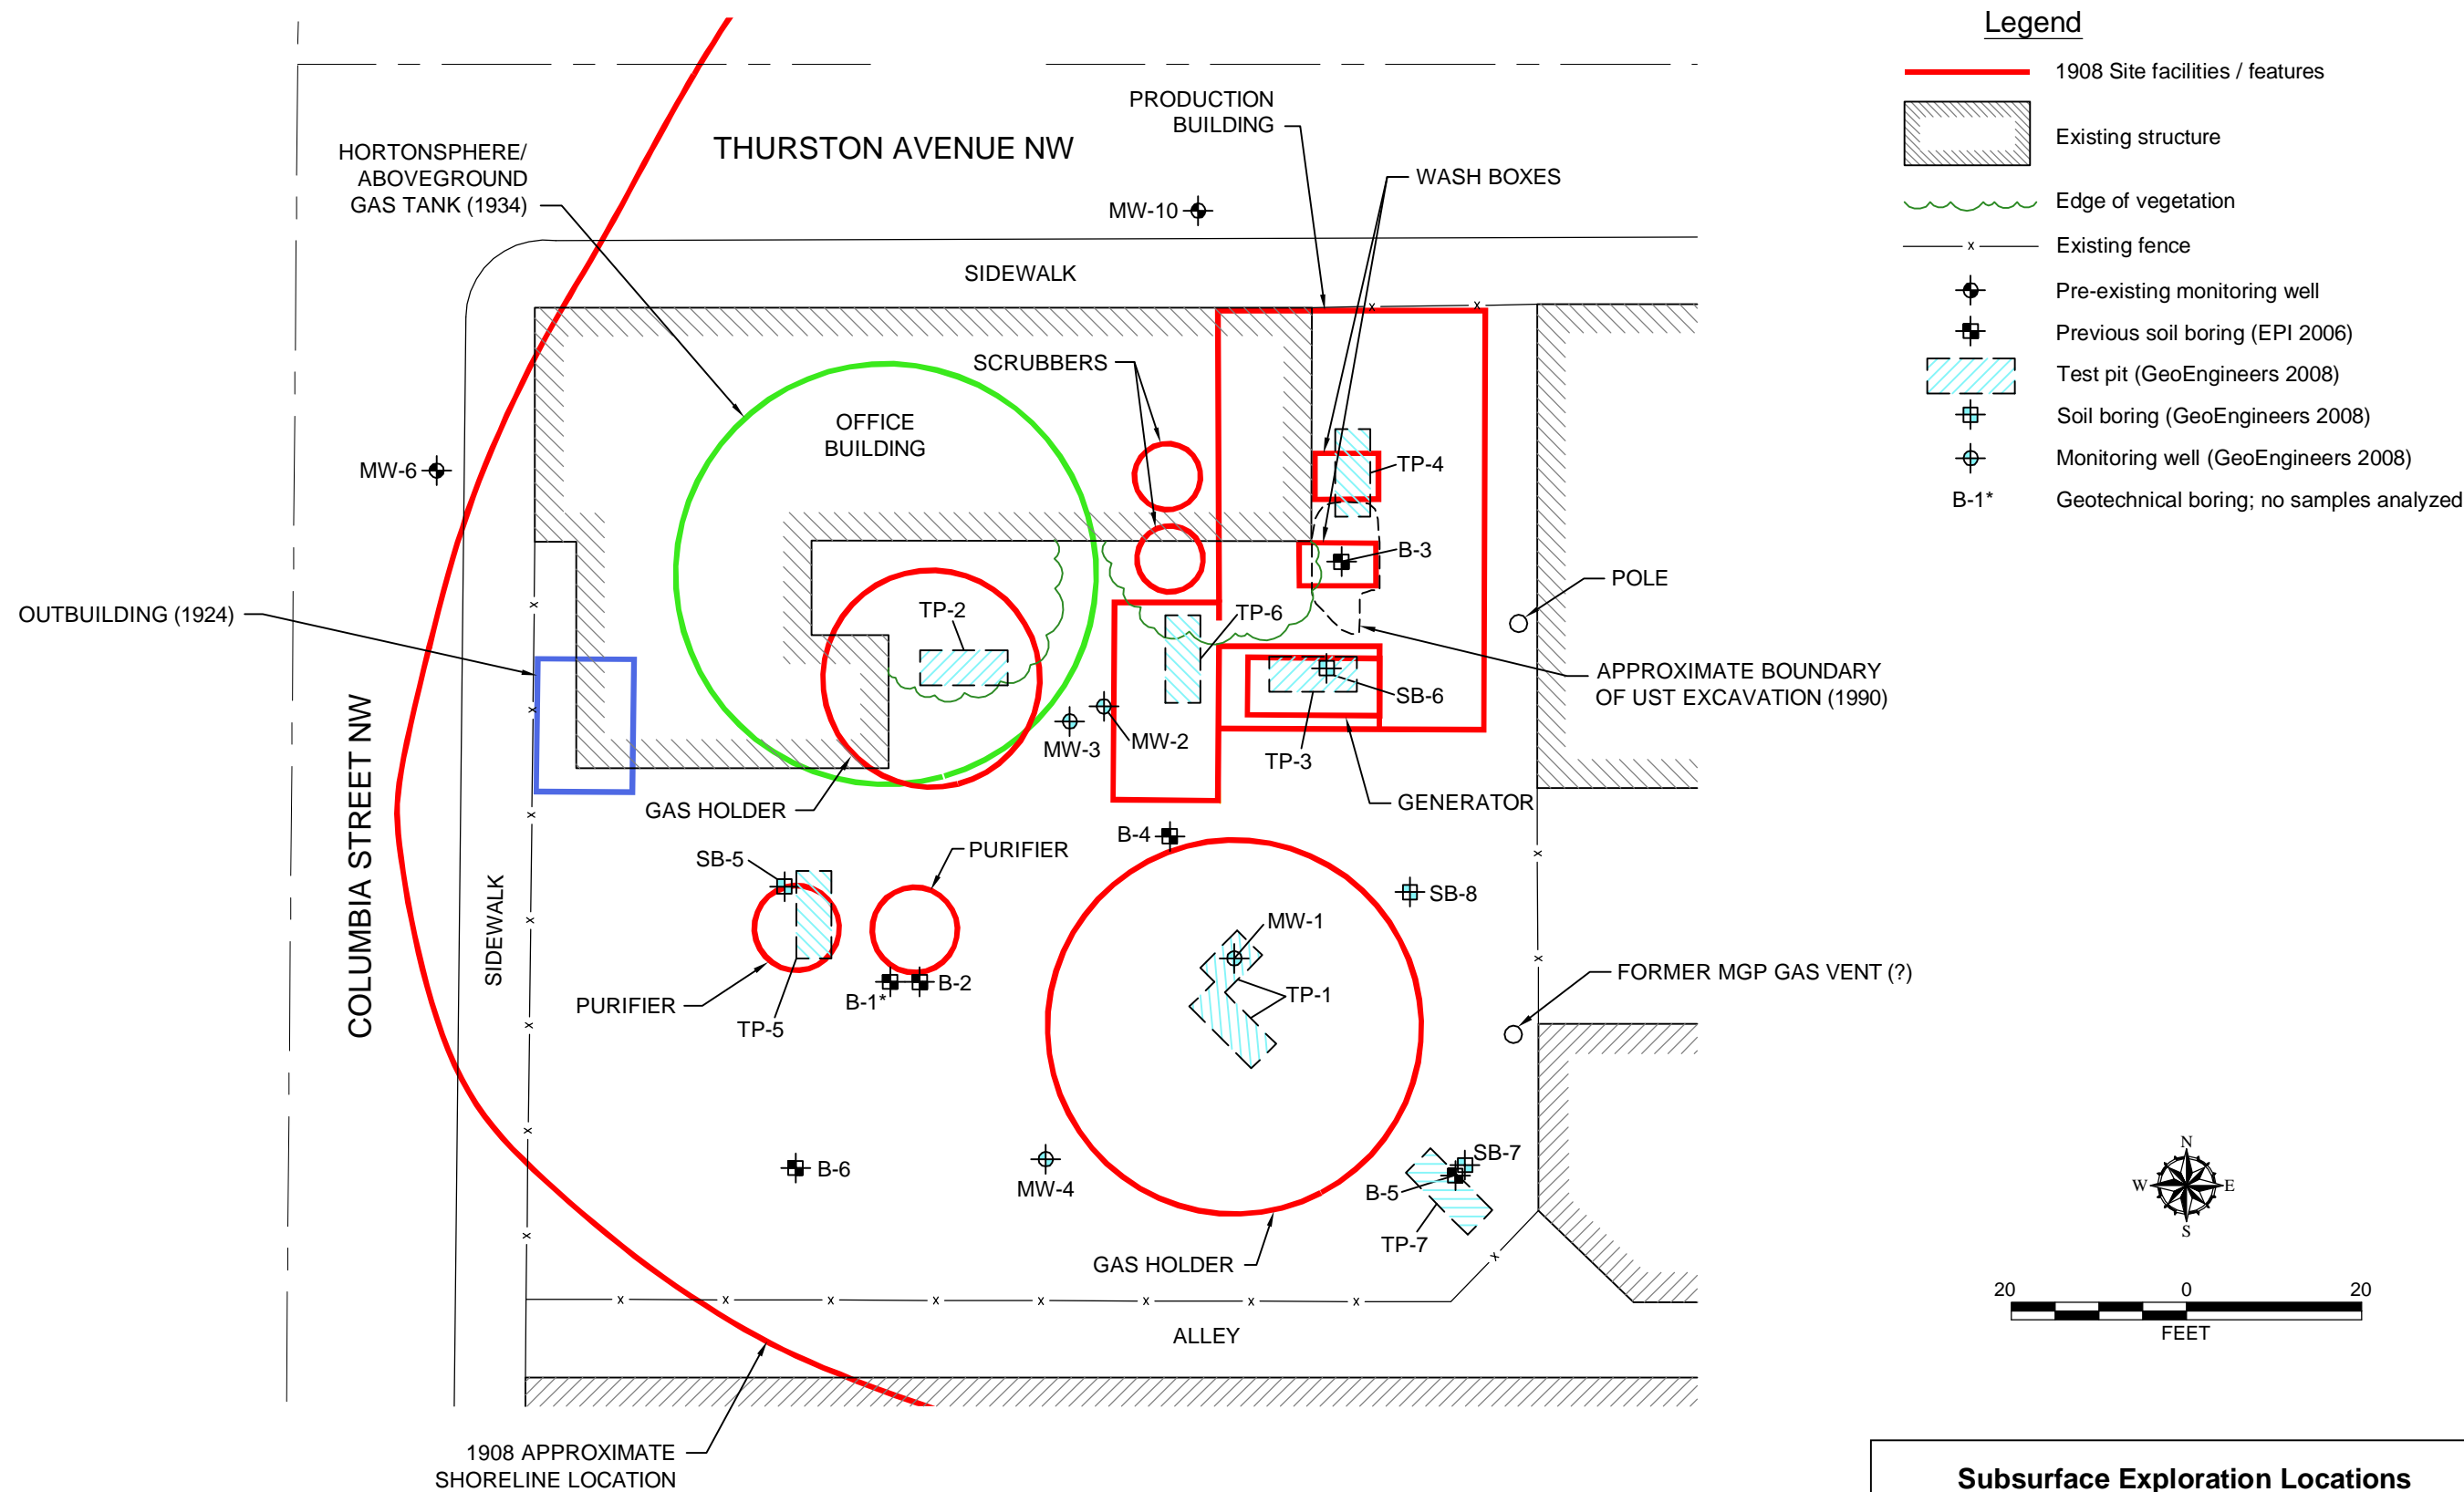 Legend
1908 Site facilities / features
Existing structure
Edge of vegetation
x
Existing fence
Pre-existing monitoring well
Previous soil boring (EPI 2006)
Test pit (GeoEngineers 2008)
Soil boring (GeoEngineers 2008)
Monitoring well (GeoEngineers 2008)
B-1*
Geotechnical boring; no samples analyzed
PRODUCTION
BUILDING
THURSTON AVENUE NW
HORTONSPHERE/
ABOVEGROUND
GAS TANK (1934)
WASH BOXES
MW-10
SIDEWALK
x
x
SCRUBBERS
OFFICE
BUILDING
MW-6
TP-4
B-3
POLE
OUTBUILDING (1924)
x
x
TP-2
TP-6
APPROXIMATE BOUNDARY
OF UST EXCAVATION (1990)
SB-6
MW-3
MW-2
TP-3
COLUMBIA STREET NW
GAS HOLDER
GENERATOR
x
B-4
PURIFIER
SB-5
x
SIDEWALK
SB-8
MW-1
x
x
x
PURIFIER
B-1*
B-2
TP-5
TP-1
FORMER MGP GAS VENT (?)
x
x
B-6
MW-4
SB-7
B-5
TP-7
x
x
GAS HOLDER
x
x
x
x
x
x
x
x
ALLEY
1908 APPROXIMATE
SHORELINE LOCATION
N
W
E
S
20
0
20
FEET
Subsurface Exploration Locations